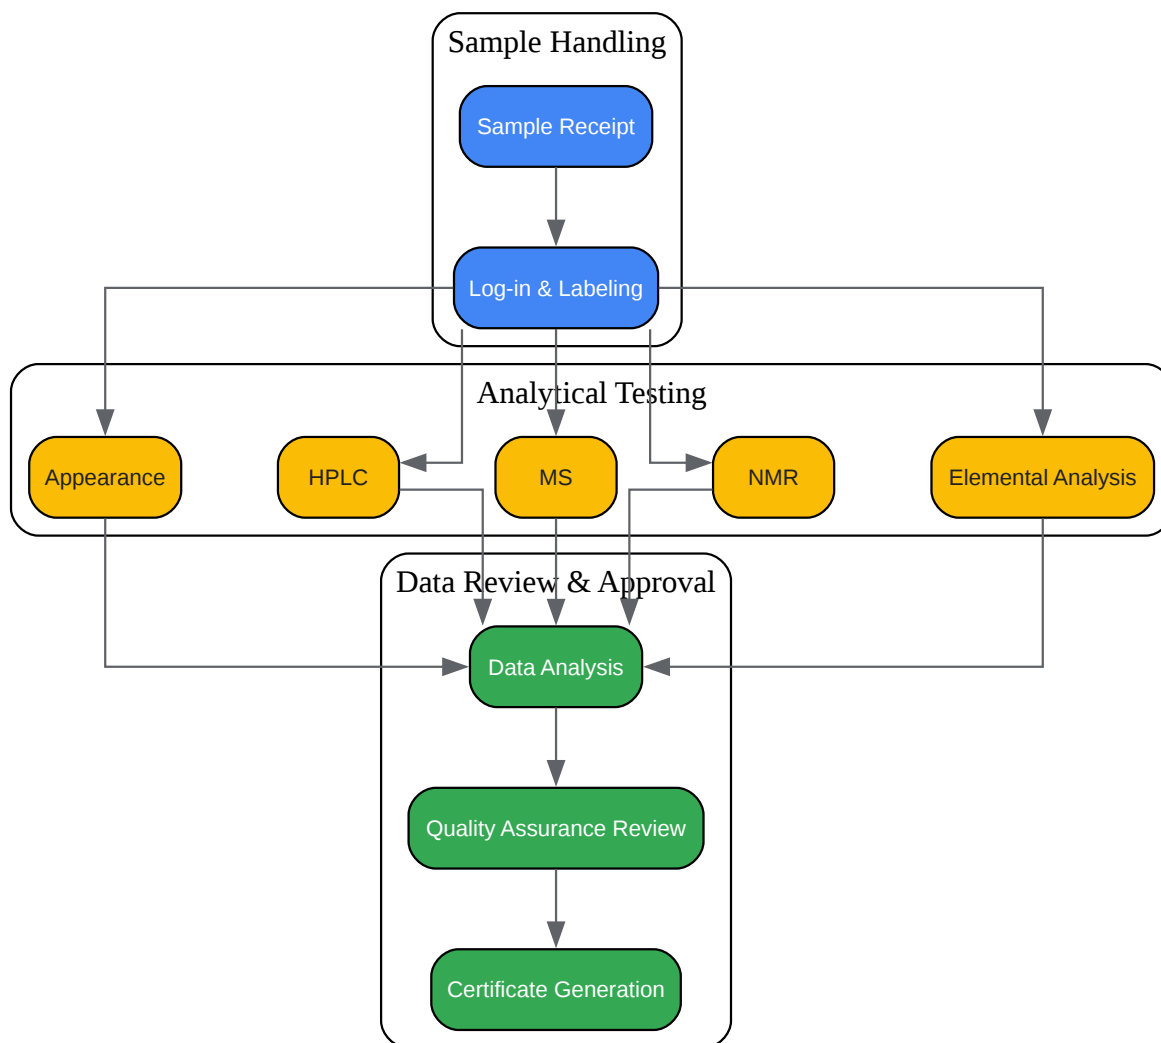 Sample Handling
Sample Receipt
Log-in & Labeling
Analytical Testing
Appearance
HPLC
MS
NMR
Elemental Analysis
Data Review & Approval
Data Analysis
Quality Assurance Review
Certificate Generation